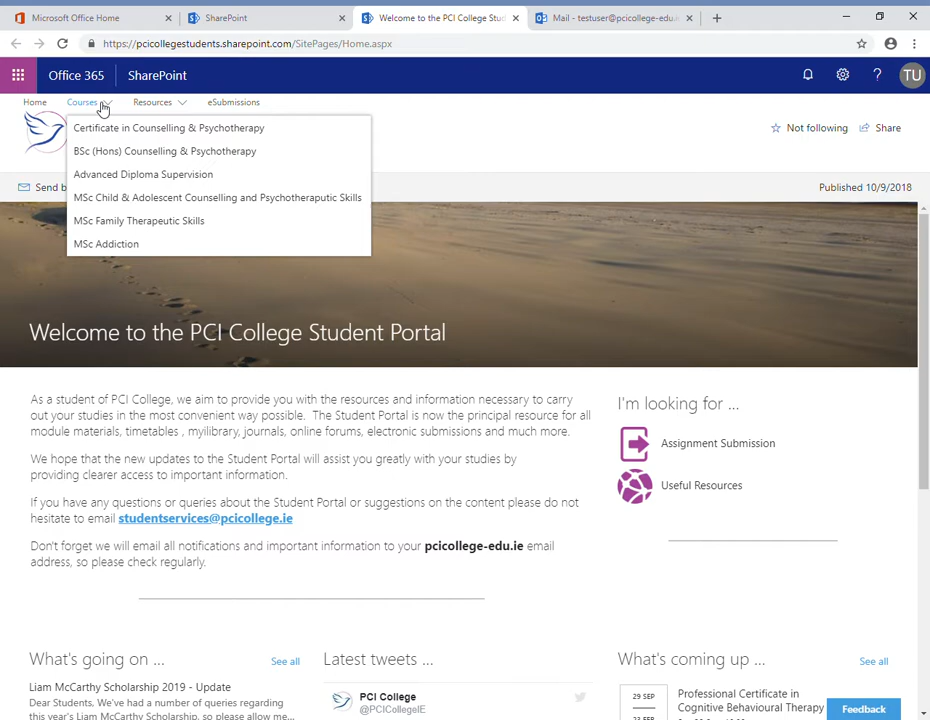 Microsoft Office Home
SharePoint
Welcome to the PCI College Stud
Mail - testuser@pcicollege-edu.i
https://pcicollegestudents.sharepoint.com/SitePages/Home.aspx
Office 365
SharePoint
? TU
Home Courses Resources eSubmissions
Certificate in Counselling & Psychotherapy
BSc (Hons) Counselling & Psychotherapy
Advanced Diploma Supervision
MSc Child & Adolescent Counselling and Psychotheraputic Skills
MSc Family Therapeutic Skills
MSc Addiction
Not following Share
Send b
Published 10/9/2018
Welcome to the PCI College Student Portal
As a student of PCI College, we aim to provide you with the resources and information necessary to carry
out your studies in the most convenient way possible. The Student Portal is now the principal resource for all
module materials, timetables , mylibrary, journals, online forums, electronic submissions and much more.
We hope that the new updates to the Student Portal will assist you greatly with your studies by
providing clearer access to important information.
If you have any questions or queries about the Student Portal or suggestions on the content please do not
hesitate to email studentservices@pcicollege.ie
Don't forget we will email all notifications and important information to your pcicollege-edu.ie email
address, so please check regularly.
I'm looking for ...
Assignment Submission
Useful Resources
What's going on ...
See all
Liam McCarthy Scholarship 2019 - Update
Dear Students, We've had a number of queries regarding
this year's Liam McCarthy Scholarship, so please allow me...
Latest tweets ...
PCI College
@PCICollegeIE
What's coming up ...
See all
29 SEP
Professional Certificate in
Cognitive Behavioural Therapy
Feedback